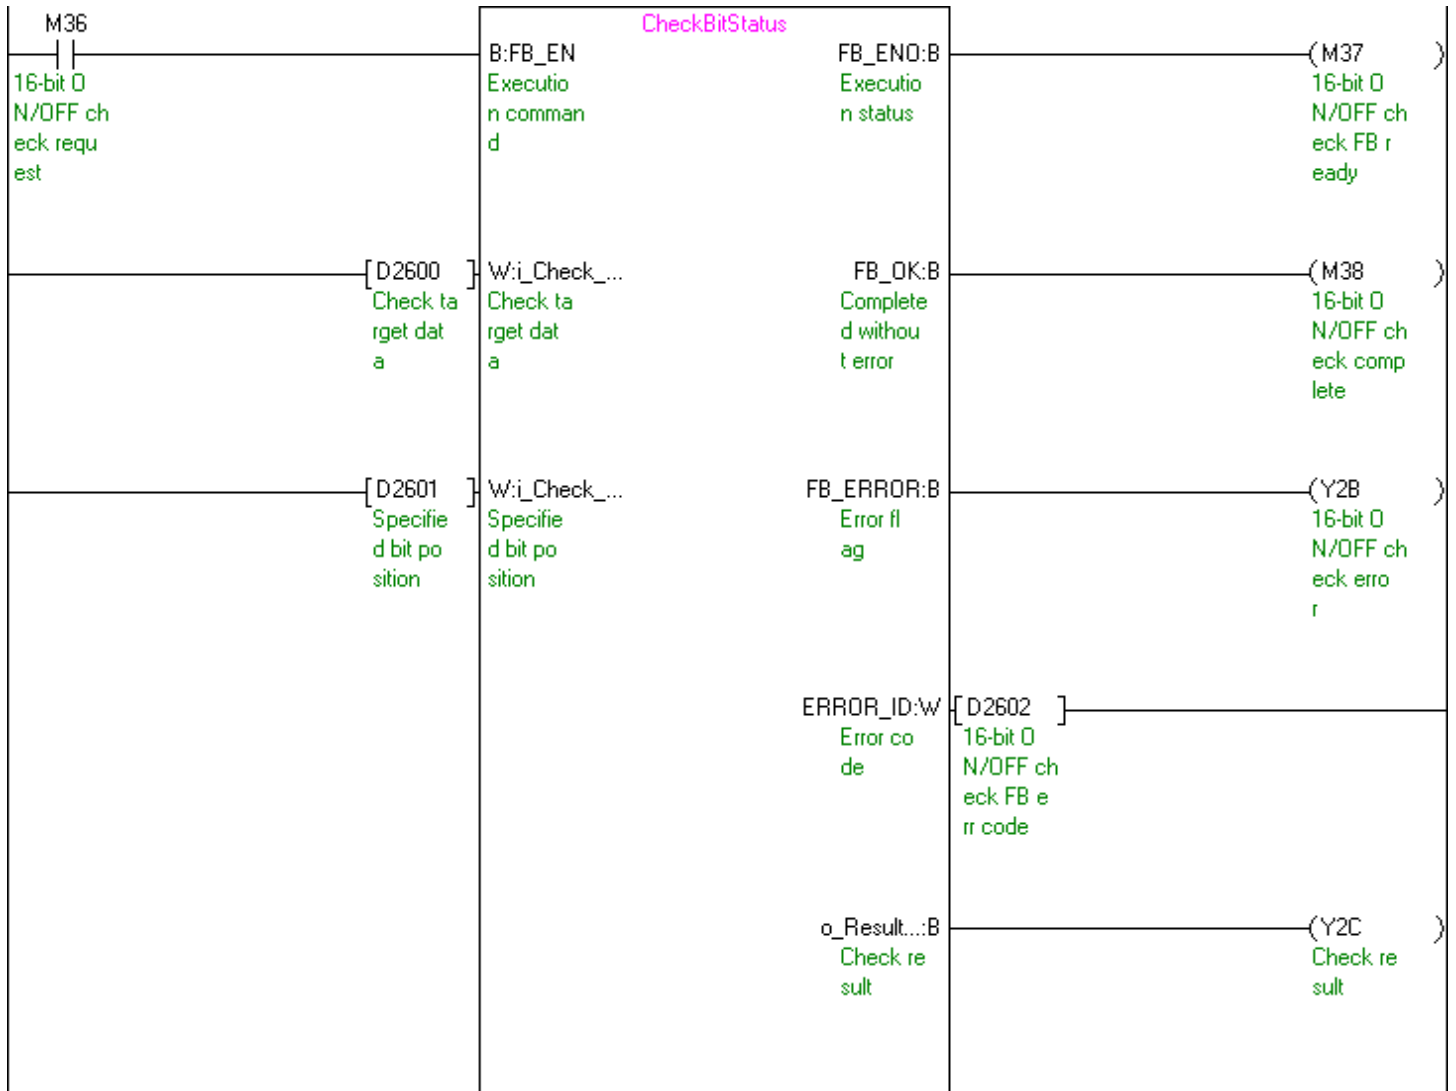 M36
CheckBitStatus
B:FB_EN
FB_ENO:B
(M37 )
16-bit O
N/OFF ch
eck requ
est
Executio
n comman
d
Executio
n status
16-bit O
N/OFF ch
eck FB r
eady
[D2600 ]
W:i_Check_...
FB_OK:B
(M38 )
Check ta
rget dat
a
Check ta
rget dat
a
Complete
d withou
t error
16-bit O
N/OFF ch
eck comp
lete
[D2601 ]
W:i_Check_...
FB_ERROR:B
(Y2B )
Specifie
d bit po
sition
Specifie
d bit po
sition
Error fl
ag
16-bit O
N/OFF ch
eck erro
r
ERROR_ID:W
[D2602 ]
Error co
de
16-bit O
N/OFF ch
eck FB e
rr code
o_Result...:B
(Y2C )
Check re
sult
Check re
sult